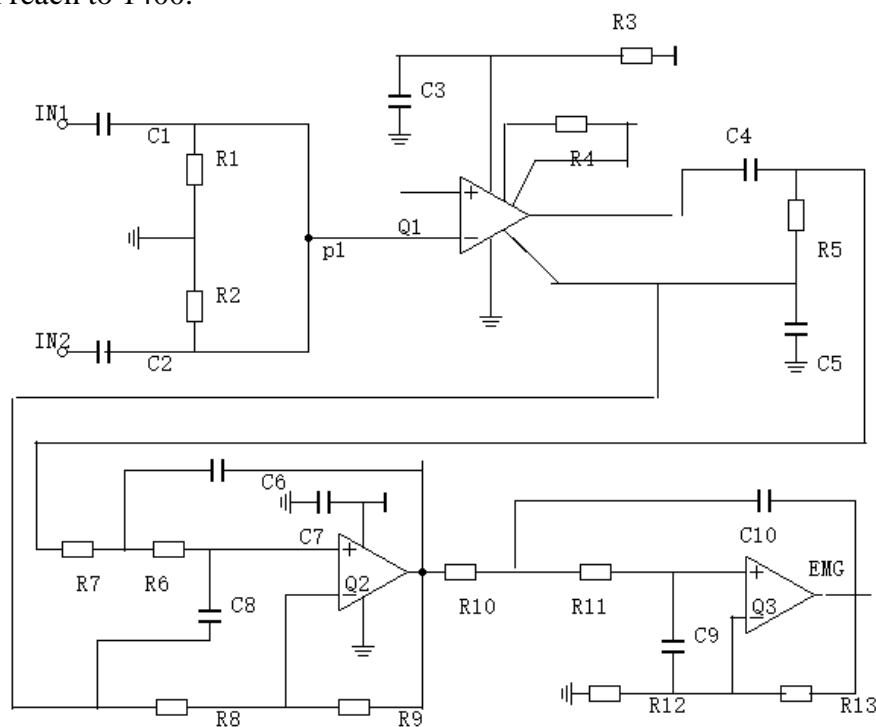 reach to 1400.
R3
C3
IN1
C1
R1
R4
C4
Q1
+
−
p1
R5
R2
IN2
C2
C5
C6
C7
+
Q2
−
R7
R6
C8
R8
R9
R10
R11
C10
+
Q3
−
EMG
C9
R12
R13